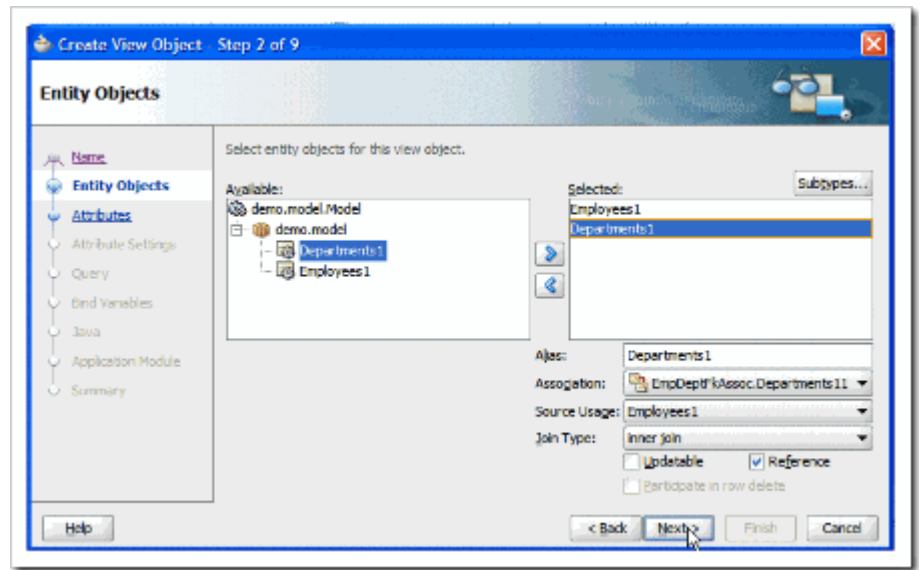 Create View Object - Step 2 of 9
Entity Objects
Name
Entity Objects
Attributes
Attribute Settings
Query
Bind Variables
Java
Application Module
Summary
Select entity objects for this view object.
Available:
demo.model.Model
demo.model
Departments1
Employees1
Selected:
Subtypes...
Employees1
Departments1
Alias:
Departments1
Association:
EmpDeptFkAssoc.Departments11
Source Usage:
Employees1
Join Type:
inner join
Updatable
Reference
Participate in row delete
Help
< Back
Next >
Finish
Cancel